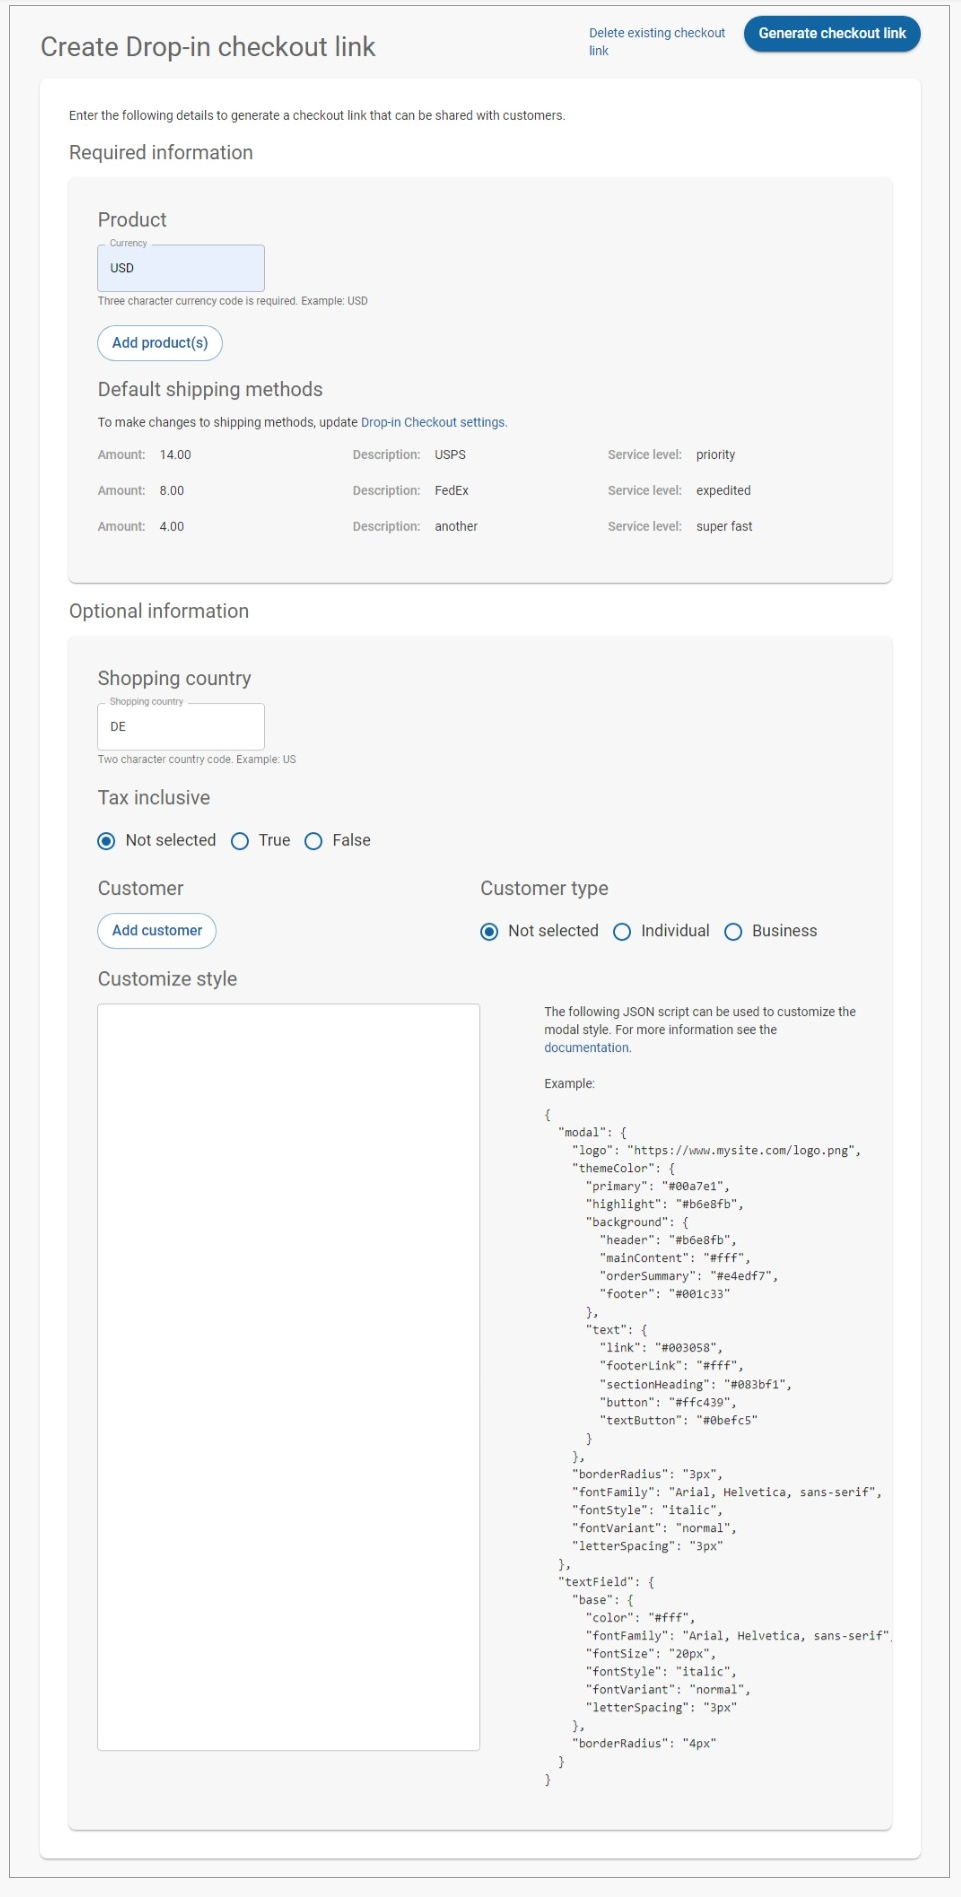 Create Drop-in checkout link
Delete existing checkout
link
Generate checkout link
Enter the following details to generate a checkout link that can be shared with customers.
Required information
Product
Currency
USD
Three character currency code is required. Example: USD
Add product(s)
Default shipping methods
To make changes to shipping methods, update Drop-in Checkout settings.
Amount: 14.00 Description: USPS Service level: priority
Amount: 8.00 Description: FedEx Service level: expedited
Amount: 4.00 Description: another Service level: super fast
Optional information
Shopping country
Shopping country
DE
Two character country code. Example: US
Tax inclusive
Not selected True False
Customer
Add customer
Customer type
Not selected Individual Business
Customize style
The following JSON script can be used to customize the
modal style. For more information see the
documentation.
Example:
{
  "modal": {
    "logo": "https://www.mysite.com/logo.png",
    "themeColor": {
      "primary": "#00a7e1",
      "highlight": "#b6e8fb",
      "background": {
        "header": "#b6e8fb",
        "mainContent": "#fff",
        "orderSummary": "#e4edf7",
        "footer": "#001c33"
      },
      "text": {
        "link": "#003058",
        "footerLink": "#fff",
        "sectionHeading": "#083bf1",
        "button": "#ffc439",
        "textButton": "#0befc5"
      }
    },
    "borderRadius": "3px",
    "fontFamily": "Arial, Helvetica, sans-serif",
    "fontStyle": "italic",
    "fontVariant": "normal",
    "letterSpacing": "3px"
  },
  "textField": {
    "base": {
      "color": "#fff",
      "fontFamily": "Arial, Helvetica, sans-serif",
      "fontSize": "20px",
      "fontStyle": "italic",
      "fontVariant": "normal",
      "letterSpacing": "3px"
    },
    "borderRadius": "4px"
  }
}